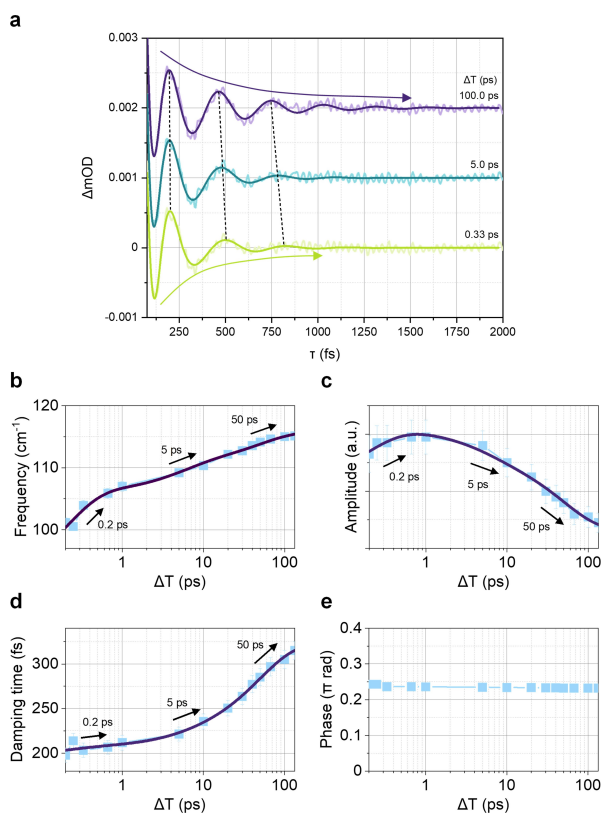 a
0.003
0.002
0.001
0
-0.001
ΔmOD
ΔT (ps)
100.0 ps
5.0 ps
0.33 ps
250
500
750
1000
1250
1500
1750
2000
τ (fs)
b
120
110
100
Frequency (cm⁻¹)
0.2 ps
5 ps
50 ps
1
10
100
ΔT (ps)
c
Amplitude (a.u.)
0.2 ps
5 ps
50 ps
1
10
100
ΔT (ps)
d
300
250
200
Damping time (fs)
0.2 ps
5 ps
50 ps
1
10
100
ΔT (ps)
e
0.4
0.3
0.2
0.1
0
Phase (π rad)
1
10
100
ΔT (ps)